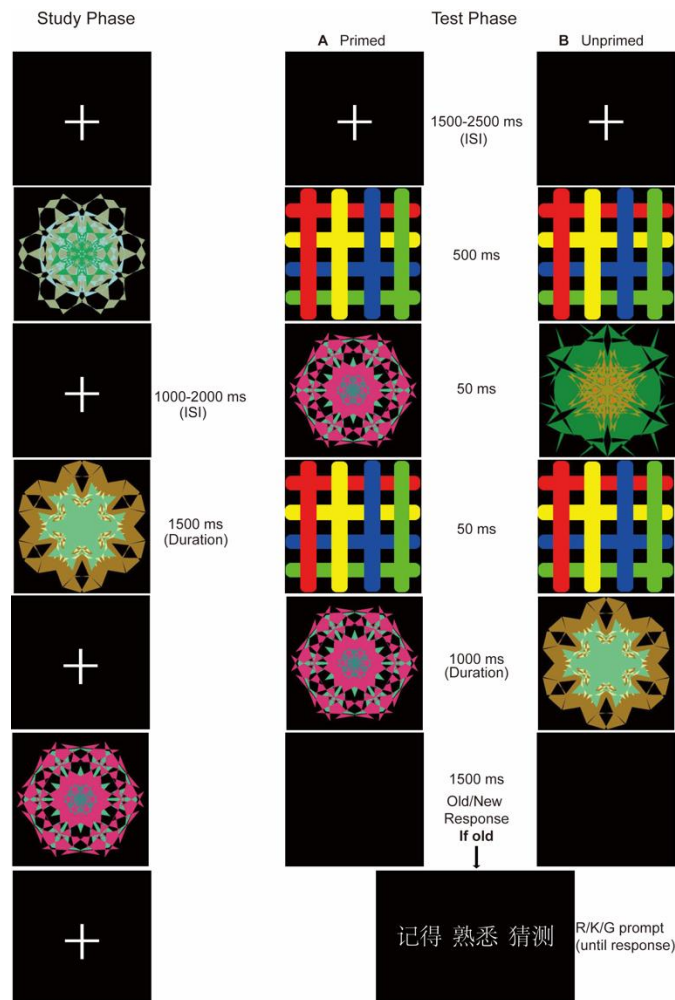 Study Phase
Test Phase
A Primed
B Unprimed
1500-2500 ms
(ISI)
500 ms
1000-2000 ms
(ISI)
50 ms
1500 ms
(Duration)
50 ms
1000 ms
(Duration)
1500 ms
Old/New
Response
If old
记得 熟悉 猜测
R/K/G prompt
(until response)